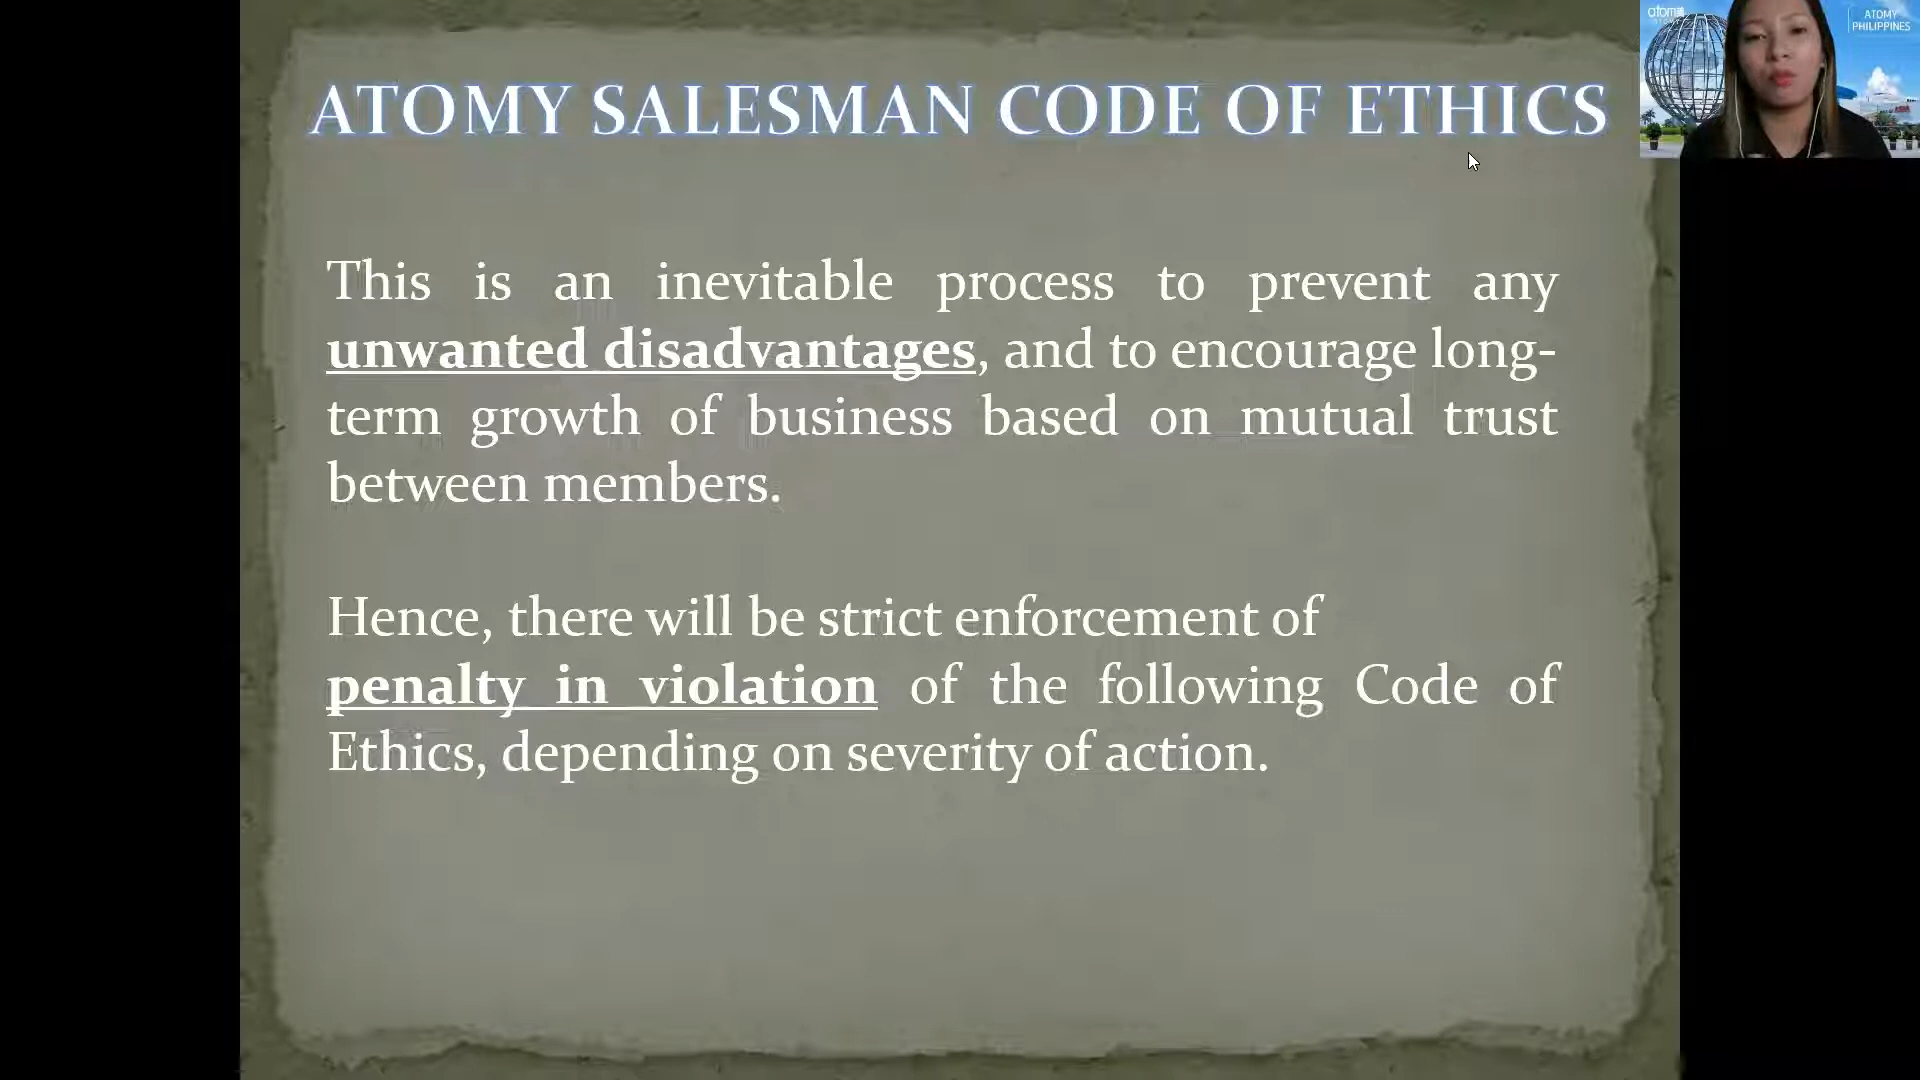 ATOMY SALESMAN CODE OF ETHICS
This is an inevitable process to prevent any
unwanted disadvantages, and to encourage long-
term growth of business based on mutual trust
between members.
Hence, there will be strict enforcement of
penalty in violation of the following Code of
Ethics, depending on severity of action.
atomy
ATOMY
PHILIPPINES